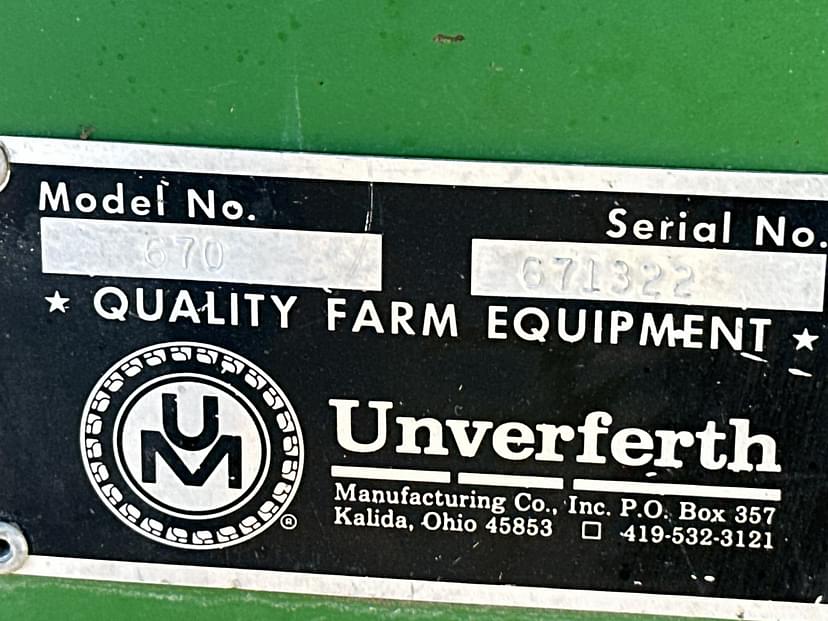 Model No. Serial No.
670 671322
★ QUALITY FARM EQUIPMENT ★
UM
®
Unverferth
Manufacturing Co., Inc. P.O. Box 357
Kalida, Ohio 45853 □ 419-532-3121